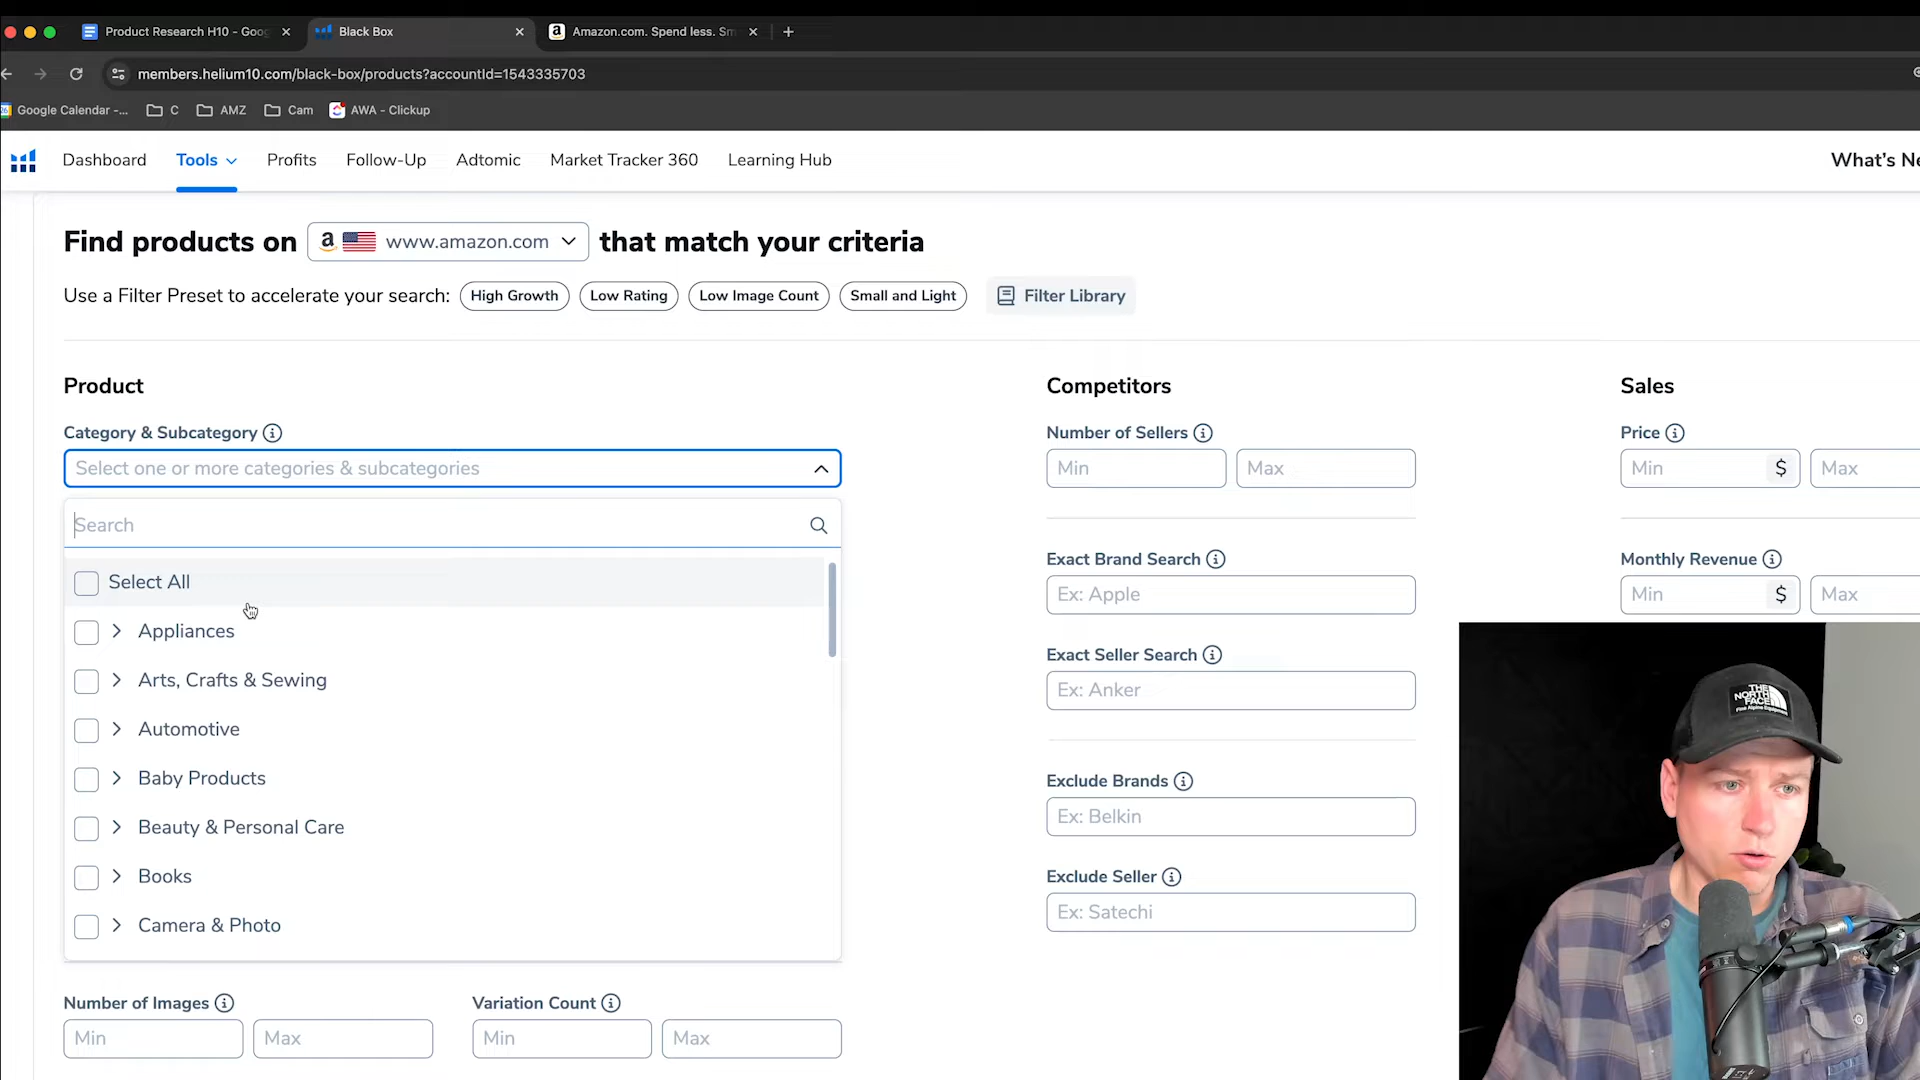 Product Research H10 - Goog
Black Box
Amazon.com. Spend less. Sm
members.helium10.com/black-box/products?accountId=1543335703
Google Calendar -...
C
AMZ
Cam
AWA - Clickup
Dashboard
Tools
Profits
Follow-Up
Adtomic
Market Tracker 360
Learning Hub
What's Ne
Find products on www.amazon.com that match your criteria
Use a Filter Preset to accelerate your search: High Growth Low Rating Low Image Count Small and Light Filter Library
Product
Category & Subcategory
Select one or more categories & subcategories
Search
Select All
Appliances
Arts, Crafts & Sewing
Automotive
Baby Products
Beauty & Personal Care
Books
Camera & Photo
Number of Images
Min
Max
Variation Count
Min
Max
Competitors
Number of Sellers
Min
Max
Exact Brand Search
Ex: Apple
Exact Seller Search
Ex: Anker
Exclude Brands
Ex: Belkin
Exclude Seller
Ex: Satechi
Sales
Price
Min
$
Max
Monthly Revenue
Min
$
Max
THE
NORTH
FACE